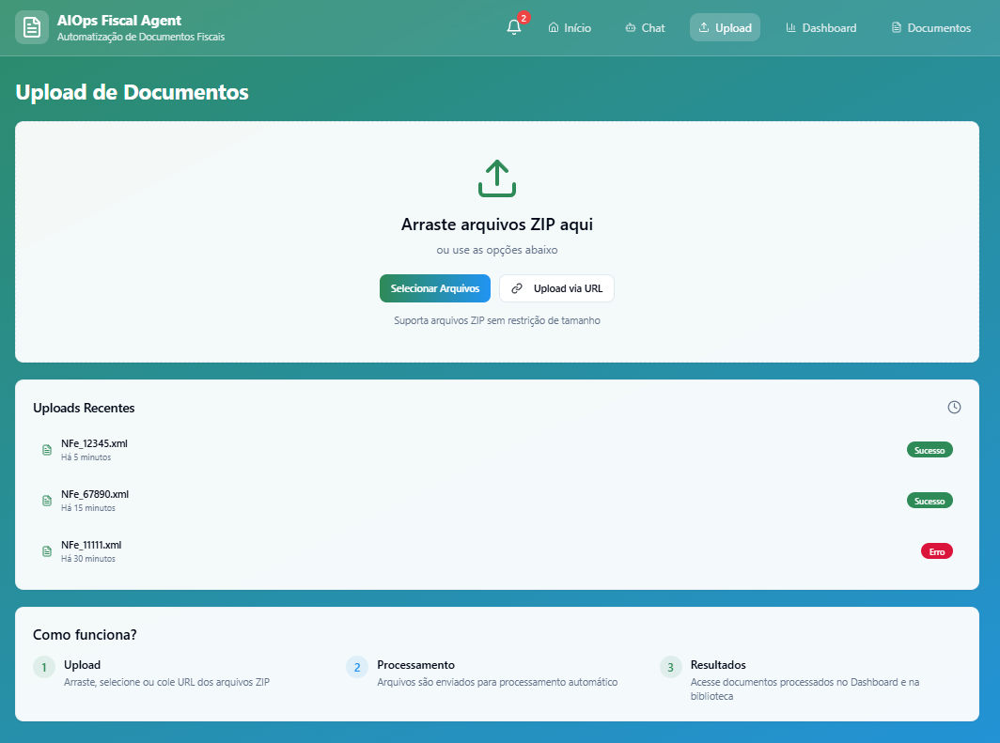 AIOps Fiscal Agent
Automatização de Documentos Fiscais
2
Início
Chat
Upload
Dashboard
Documentos
Upload de Documentos
Arraste arquivos ZIP aqui
ou use as opções abaixo
Selecionar Arquivos
Upload via URL
Suporta arquivos ZIP sem restrição de tamanho
Uploads Recentes
NFe_12345.xml
Há 5 minutos
Sucesso
NFe_67890.xml
Há 15 minutos
Sucesso
NFe_11111.xml
Há 30 minutos
Erro
Como funciona?
1
Upload
Arraste, selecione ou cole URL dos arquivos ZIP
2
Processamento
Arquivos são enviados para processamento automático
3
Resultados
Acesse documentos processados no Dashboard e na
biblioteca